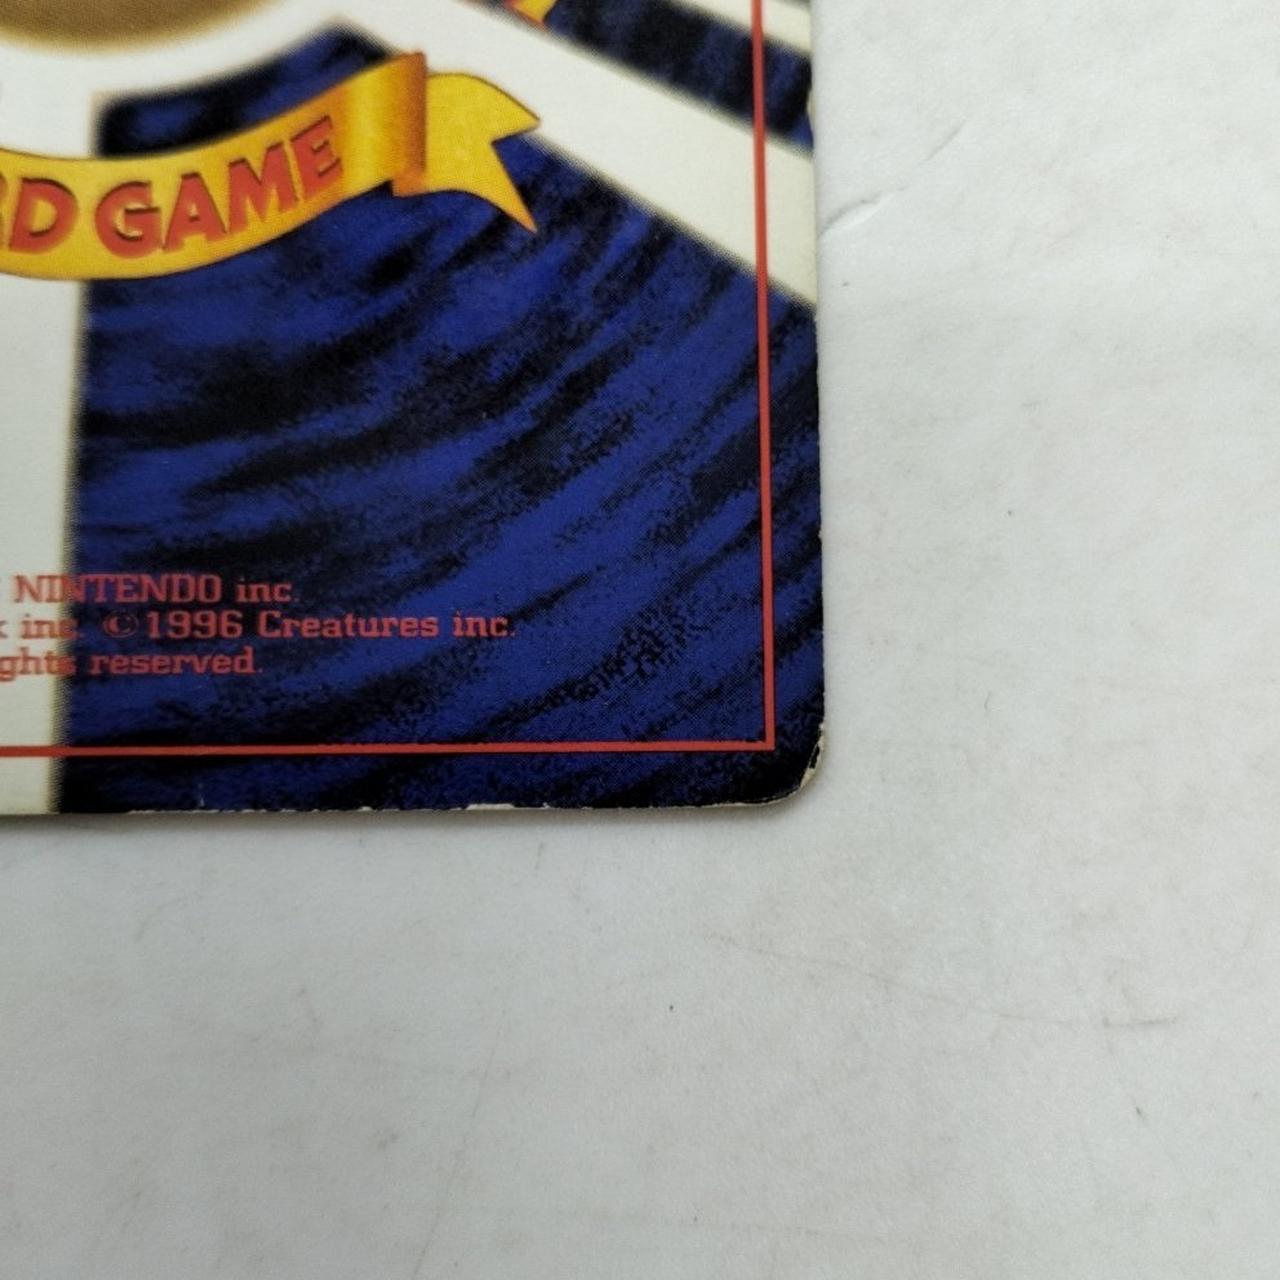 RD GAME
NINTENDO inc.
inc. ©1996 Creatures inc.
ghts reserved.